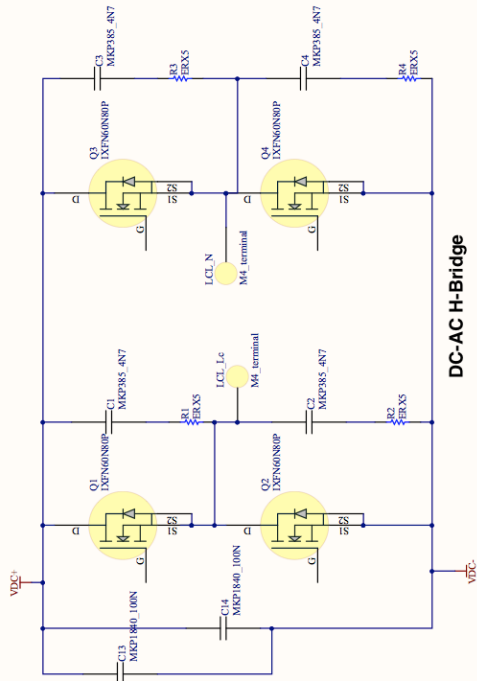 VDC+
C13
MKP1840_100N
C14
MKP1840_100N
Q1
IXFN60N80P
D
G
S1
S2
C1
MKP385_4N7
R1
ERX5
Q2
IXFN60N80P
D
G
S1
S2
LCL_Lc
M4_terminal
C2
MKP385_4N7
R2
ERX5
Q3
IXFN60N80P
D
G
S1
S2
C3
MKP385_4N7
R3
ERX5
LCL_N
M4_terminal
Q4
IXFN60N80P
D
G
S1
S2
C4
MKP385_4N7
R4
ERX5
VDC-
DC-AC H-Bridge